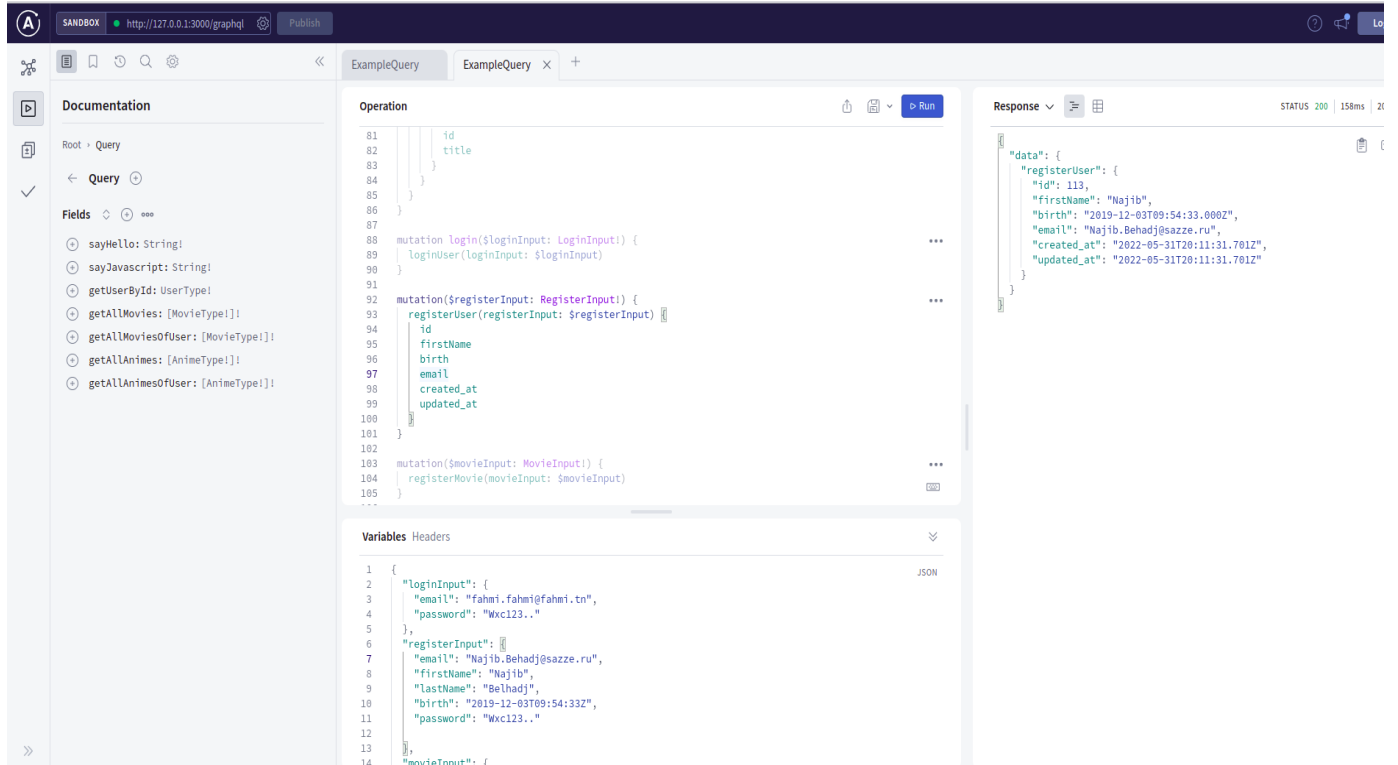 SANDBOX http://127.0.0.1:3000/graphql Publish
Documentation
Root › Query
Query
Fields
sayHello: String!
sayJavascript: String!
getUserById: UserType!
getAllMovies: [MovieType!]!
getAllMoviesOfUser: [MovieType!]!
getAllAnimes: [AnimeType!]!
getAllAnimesOfUser: [AnimeType!]!
ExampleQuery ExampleQuery
Operation Run
81 id
82 title
83 }
84 }
85 }
86 }
87
88 mutation login($loginInput: LoginInput!) {
89 loginUser(loginInput: $loginInput)
90 }
91
92 mutation($registerInput: RegisterInput!) {
93 registerUser(registerInput: $registerInput) {
94 id
95 firstName
96 birth
97 email
98 created_at
99 updated_at
100 }
101 }
102
103 mutation($movieInput: MovieInput!) {
104 registerMovie(movieInput: $movieInput)
105 }
Variables Headers
JSON
1 {
2 "loginInput": {
3 "email": "fahmi.fahmi@fahmi.tn",
4 "password": "Wxc123.."
5 },
6 "registerInput": {
7 "email": "Najib.Behadj@sazze.ru",
8 "firstName": "Najib",
9 "lastName": "Belhadj",
10 "birth": "2019-12-03T09:54:33Z",
11 "password": "Wxc123.."
12
13 },
14 "movieInput": {
Response STATUS 200 158ms 20
{
"data": {
"registerUser": {
"id": 113,
"firstName": "Najib",
"birth": "2019-12-03T09:54:33.000Z",
"email": "Najib.Behadj@sazze.ru",
"created_at": "2022-05-31T20:11:31.701Z",
"updated_at": "2022-05-31T20:11:31.701Z"
}
}
}